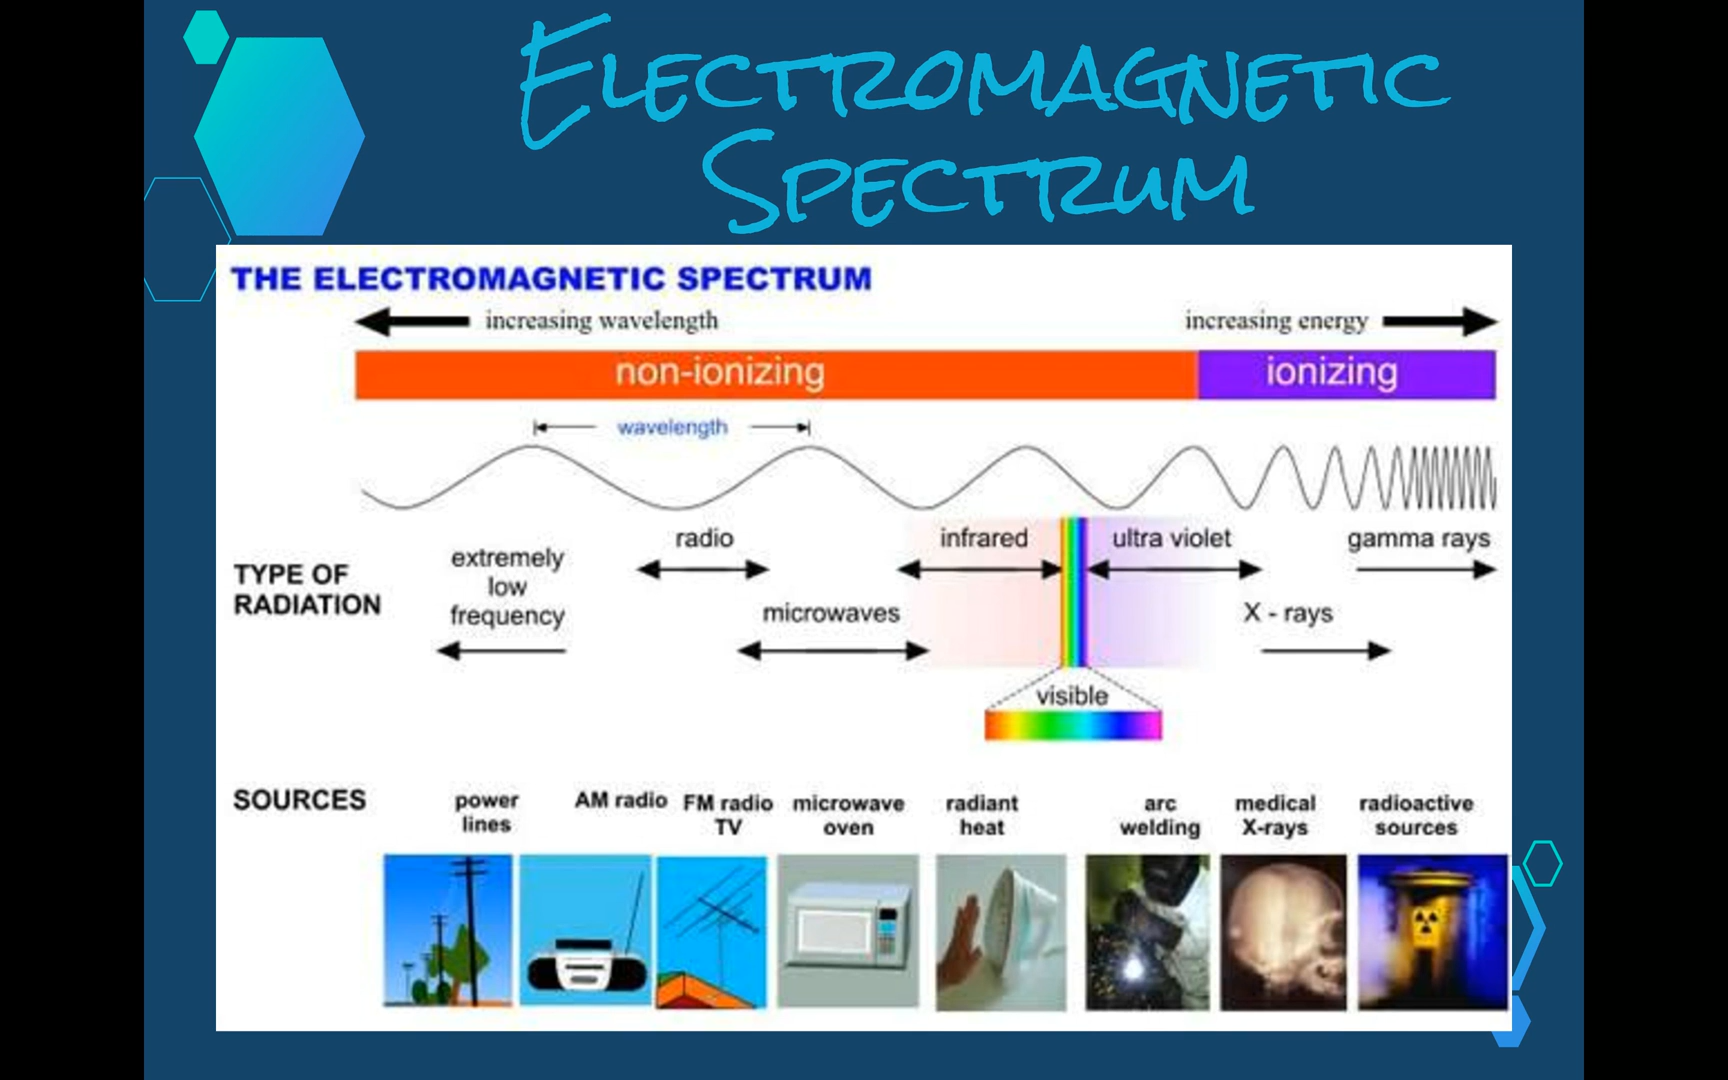 ELECTROMAGNETIC
SPECTRUM
THE ELECTROMAGNETIC SPECTRUM
increasing wavelength
increasing energy
non-ionizing
ionizing
wavelength
TYPE OF
RADIATION
extremely
low
frequency
radio
microwaves
infrared
visible
ultra violet
X - rays
gamma rays
SOURCES
power
lines
AM radio
FM radio
TV
microwave
oven
radiant
heat
arc
welding
medical
X-rays
radioactive
sources